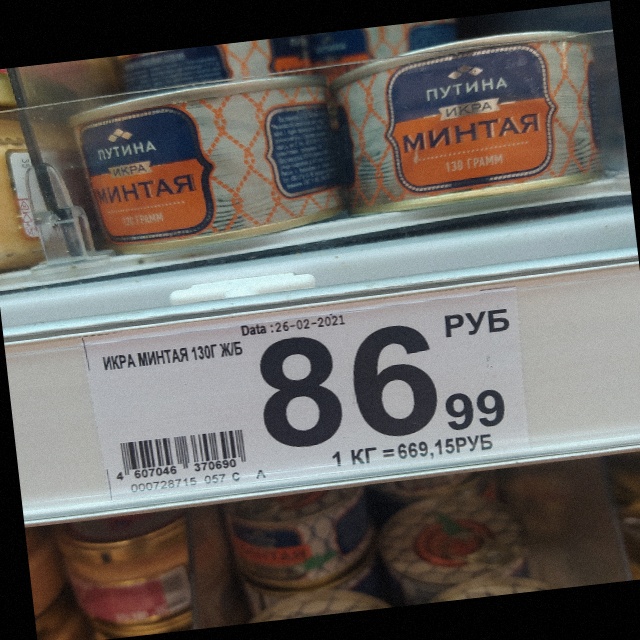 ПУТИНА
ИКРА
МИНТАЯ
130 ГРАММ
ПУТИНА
ИКРА
МИНТАЯ
130 ГРАММ
Data :26-02-2021
ИКРА МИНТАЯ 130Г Ж/Б
86 99
РУБ
1 КГ =669,15РУБ
4 607046 370690
000728715 057 C A